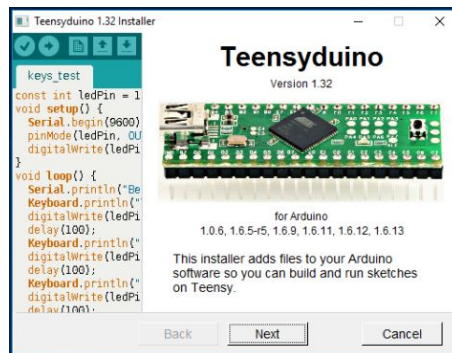 Teensyduino 1.32 Installer
keys_test
const int ledPin = 1
void setup() {
Serial.begin(9600)
pinMode(ledPin, OU
digitalWrite(ledPi
}
void loop() {
Serial.println("Be
Keyboard.println("
digitalWrite(ledPi
delay(100);
Keyboard.println("
digitalWrite(ledPi
delay(100);
Keyboard.println("
digitalWrite(ledPi
delay(100);
Teensyduino
Version 1.32
for Arduino
1.0.6, 1.6.5-r5, 1.6.9, 1.6.11, 1.6.12, 1.6.13
This installer adds files to your Arduino
software so you can build and run sketches
on Teensy.
Back
Next
Cancel